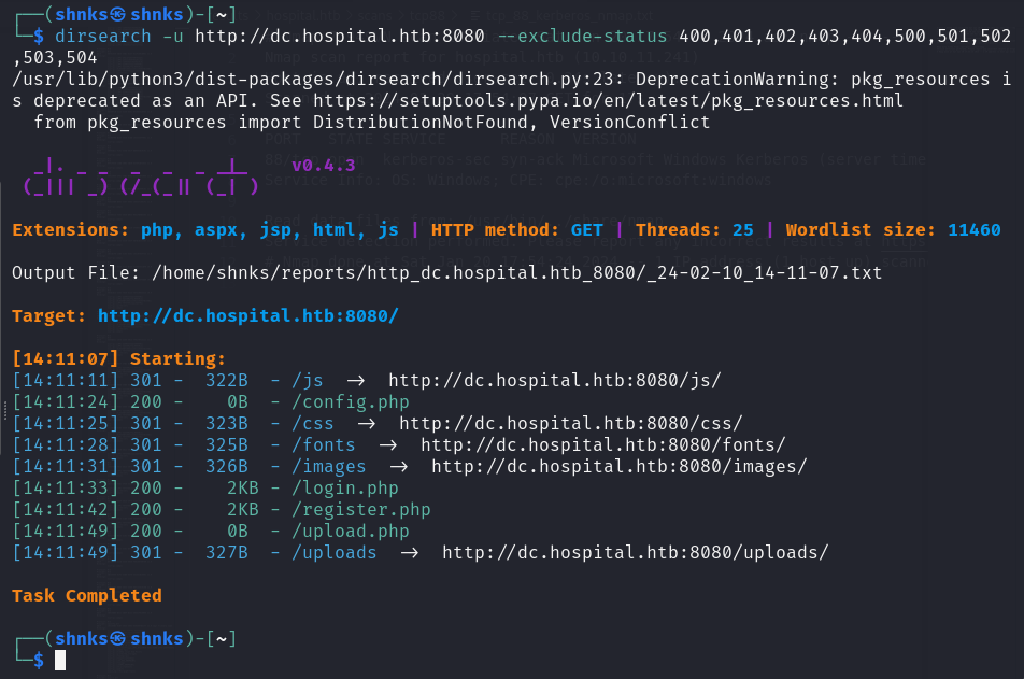 ┌──(shnks㉿shnks)-[~]
└─$ dirsearch -u http://dc.hospital.htb:8080 --exclude-status 400,401,402,403,404,500,501,502
,503,504
/usr/lib/python3/dist-packages/dirsearch/dirsearch.py:23: DeprecationWarning: pkg_resources i
s deprecated as an API. See https://setuptools.pypa.io/en/latest/pkg_resources.html
  from pkg_resources import DistributionNotFound, VersionConflict

  _|. _ _  _  _  _ _|_    v0.4.3
 (_||| _) (/_(_|| (_| )

Extensions: php, aspx, jsp, html, js | HTTP method: GET | Threads: 25 | Wordlist size: 11460

Output File: /home/shnks/reports/http_dc.hospital.htb_8080/_24-02-10_14-11-07.txt

Target: http://dc.hospital.htb:8080/

[14:11:07] Starting:
[14:11:11] 301 -  322B  - /js  ->  http://dc.hospital.htb:8080/js/
[14:11:24] 200 -    0B  - /config.php
[14:11:25] 301 -  323B  - /css  ->  http://dc.hospital.htb:8080/css/
[14:11:28] 301 -  325B  - /fonts  ->  http://dc.hospital.htb:8080/fonts/
[14:11:31] 301 -  326B  - /images  ->  http://dc.hospital.htb:8080/images/
[14:11:33] 200 -    2KB - /login.php
[14:11:42] 200 -    2KB - /register.php
[14:11:49] 200 -    0B  - /upload.php
[14:11:49] 301 -  327B  - /uploads  ->  http://dc.hospital.htb:8080/uploads/

Task Completed

┌──(shnks㉿shnks)-[~]
└─$